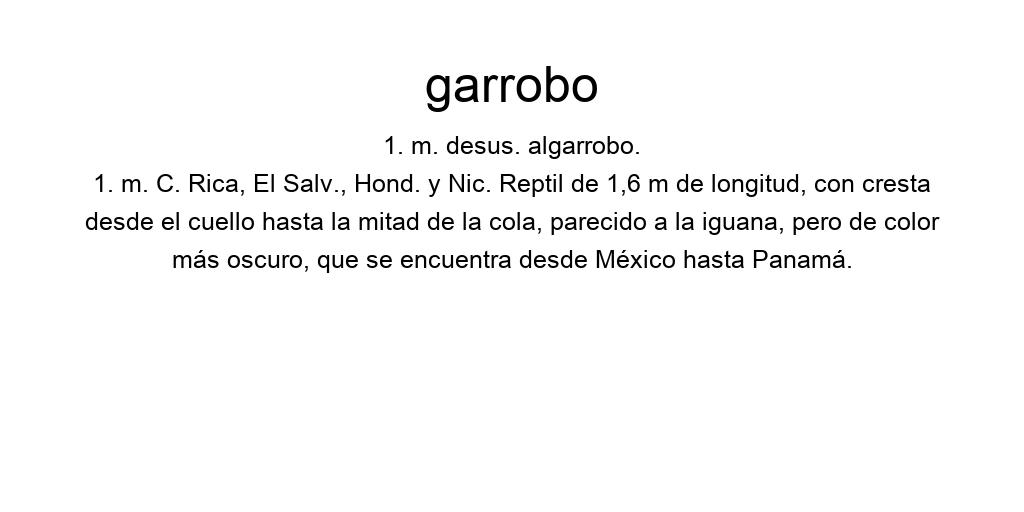 garrobo
1. m. desus. algarrobo.
1. m. C. Rica, El Salv., Hond. y Nic. Reptil de 1,6 m de longitud, con cresta
desde el cuello hasta la mitad de la cola, parecido a la iguana, pero de color
más oscuro, que se encuentra desde México hasta Panamá.